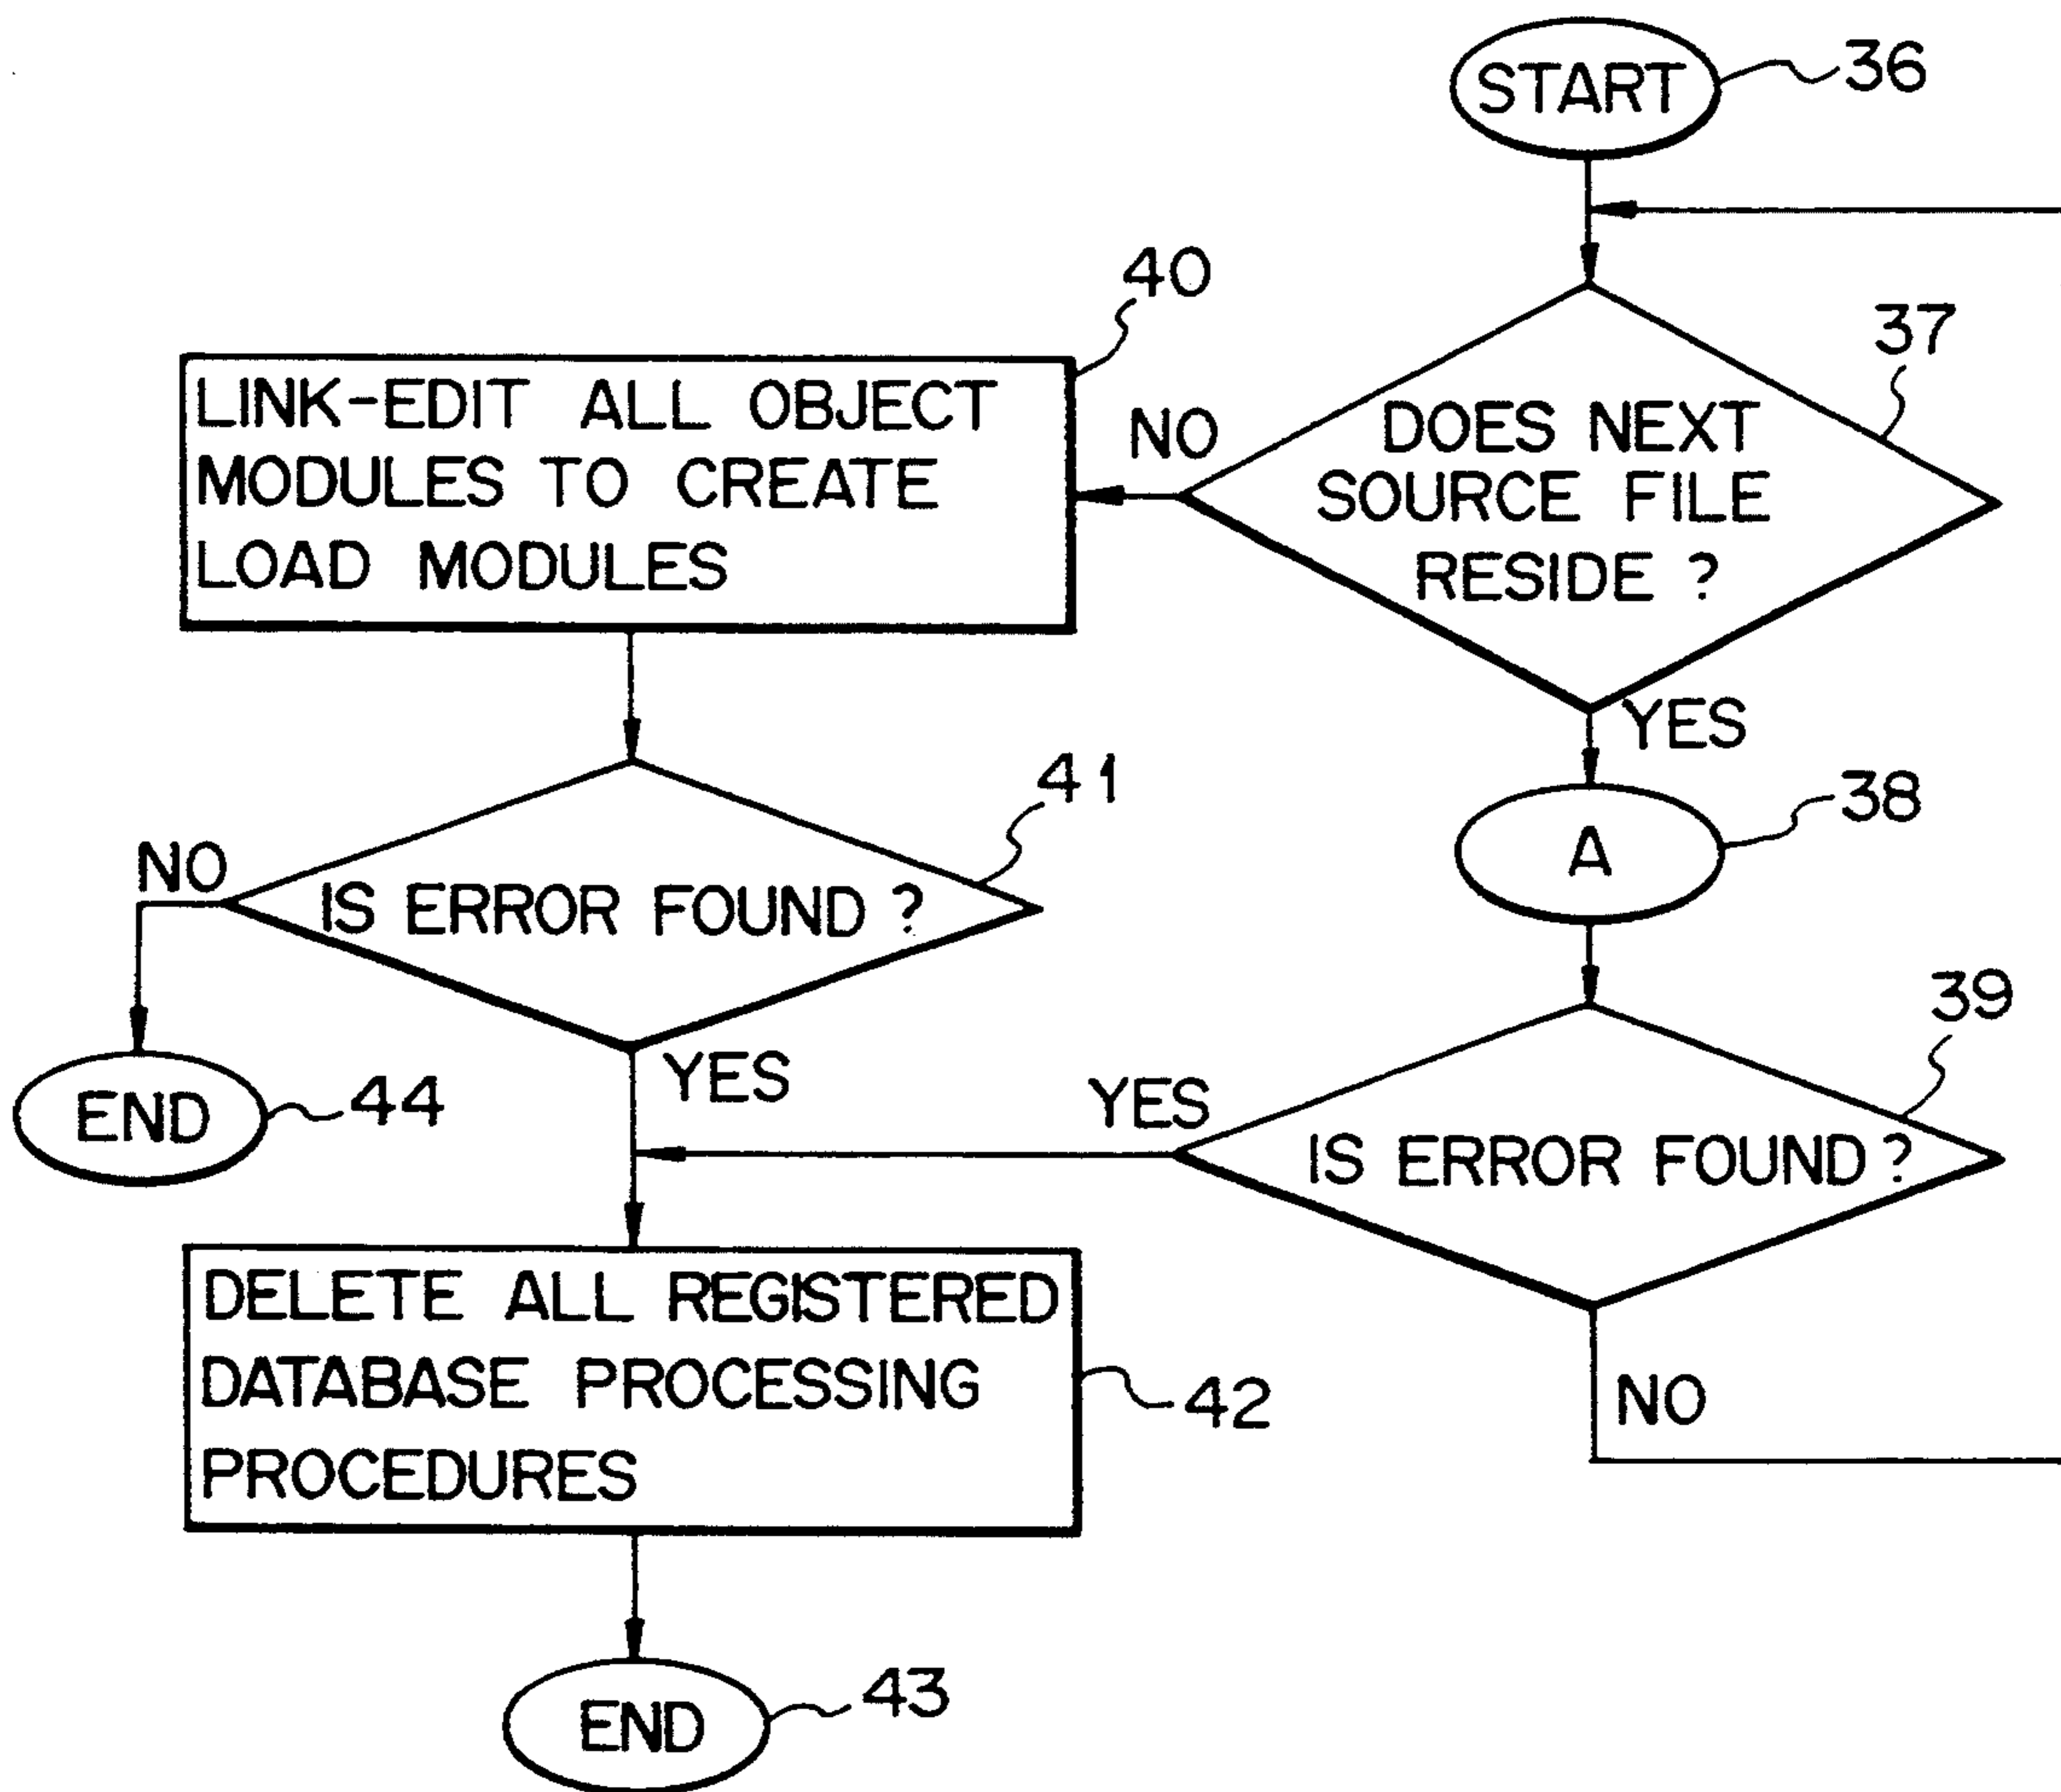 START
36
37
DOES NEXT
SOURCE FILE
RESIDE ?
NO
YES
40
LINK-EDIT ALL OBJECT
MODULES TO CREATE
LOAD MODULES
A
38
41
IS ERROR FOUND ?
NO
YES
END
44
39
IS ERROR FOUND ?
YES
NO
DELETE ALL REGISTERED
DATABASE PROCESSING
PROCEDURES
42
END
43